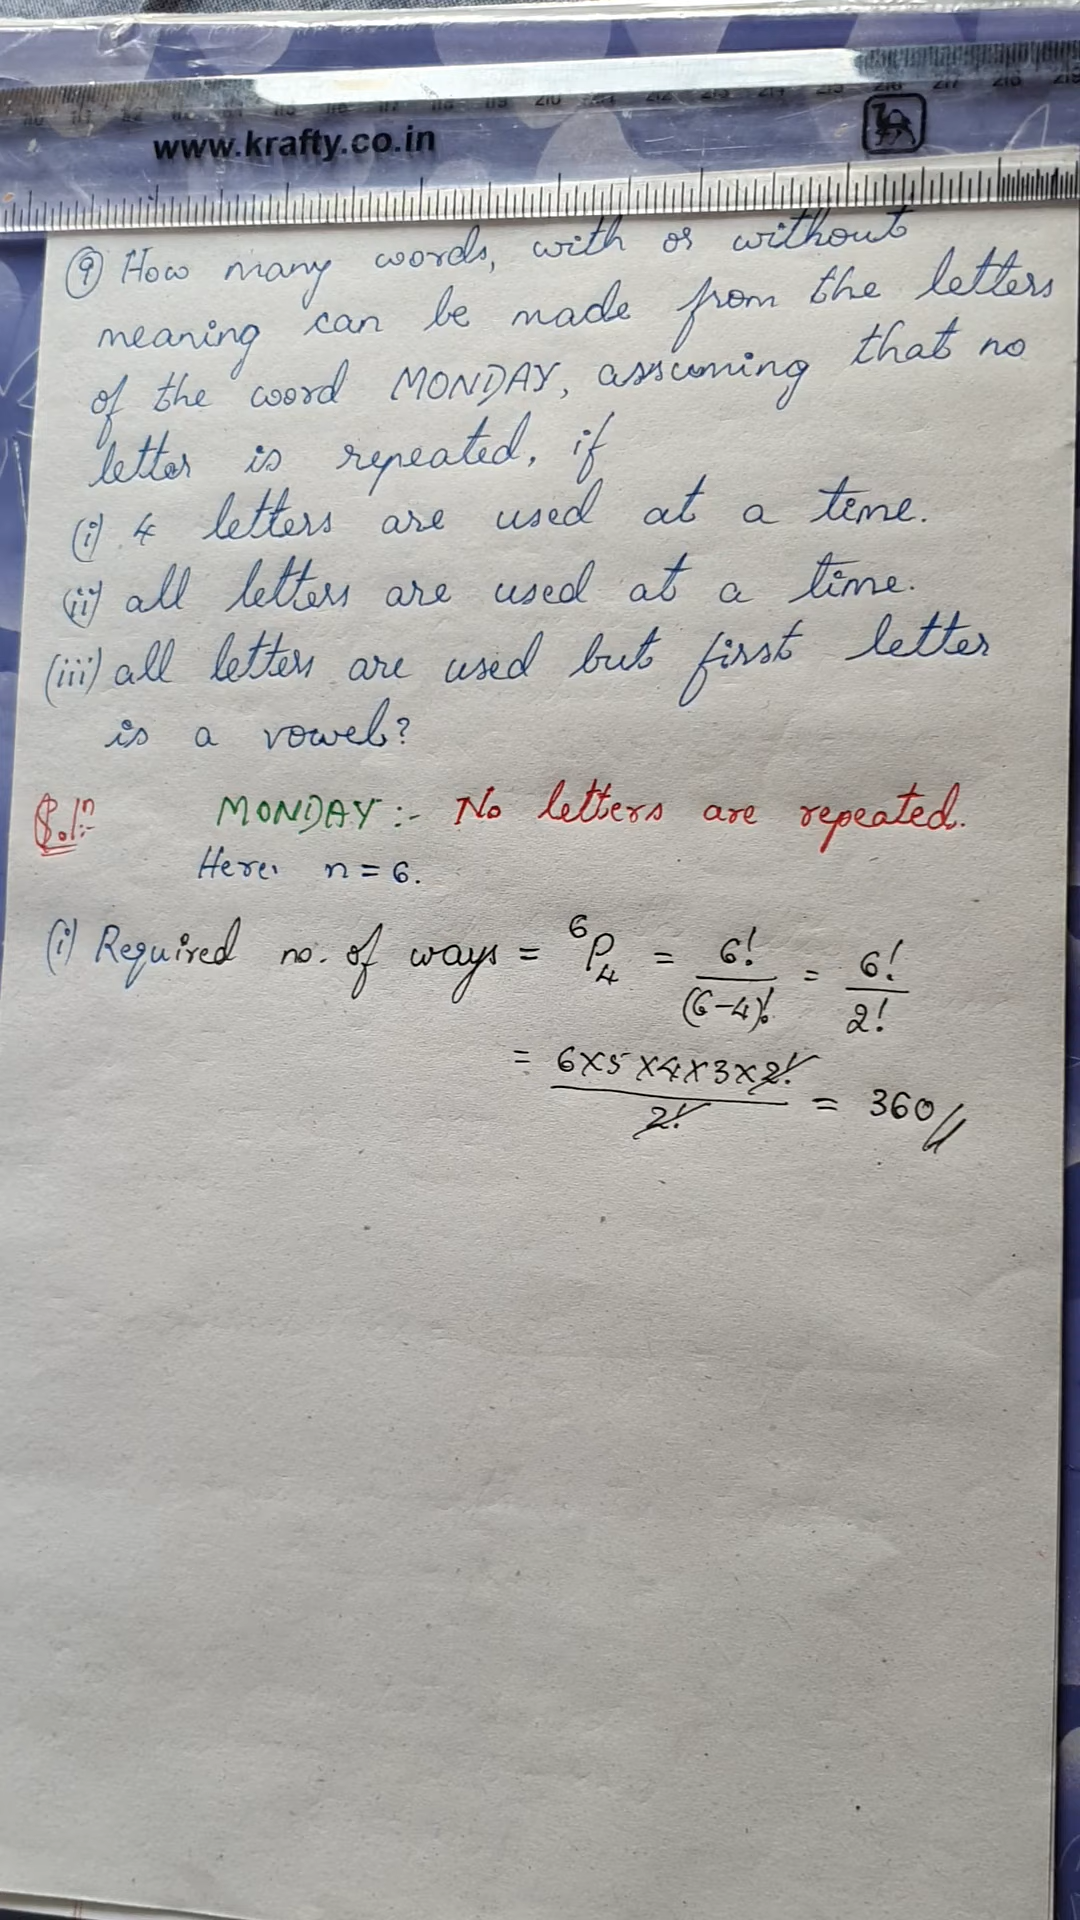 www.krafty.co.in
⑨ How many words, with or without
meaning can be made from the letters
of the word MONDAY, assuming that no
letter is repeated, if
(i) 4 letters are used at a time.
(ii) all letters are used at a time.
(iii) all letters are used but first letter
is a vowel?
Solⁿ:- MONDAY :- No letters are repeated.
Here, n = 6.
(i) Required no. of ways = ⁶P₄ = 6!/(6-4)! = 6!/2!
= 6×5×4×3×2!/2! = 360//